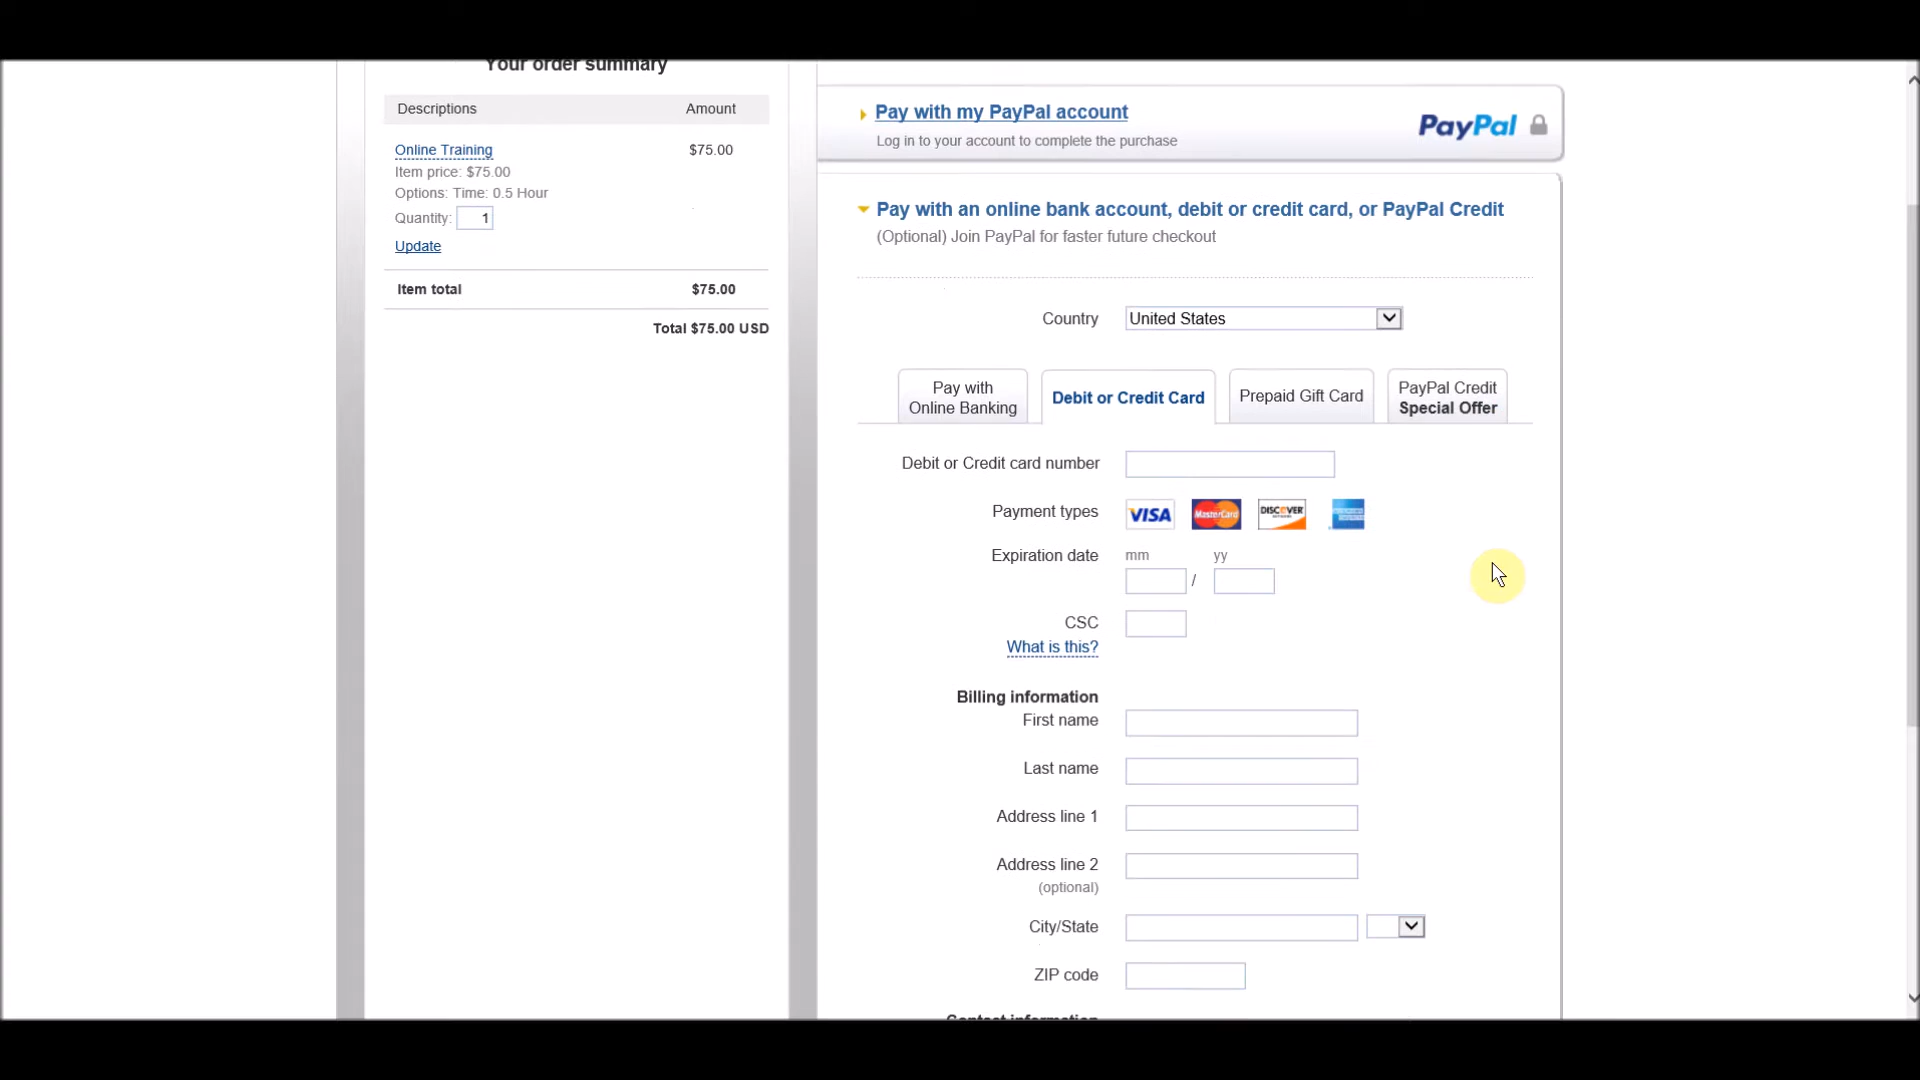 Your order summary
Descriptions Amount
Online Training $75.00
Item price: $75.00
Options: Time: 0.5 Hour
Quantity: 1
Update
Item total $75.00
Total $75.00 USD
Pay with my PayPal account
Log in to your account to complete the purchase
PayPal
Pay with an online bank account, debit or credit card, or PayPal Credit
(Optional) Join PayPal for faster future checkout
Country United States
Pay with
Online Banking
Debit or Credit Card
Prepaid Gift Card
PayPal Credit
Special Offer
Debit or Credit card number
Payment types VISA MasterCard DISCOVER
Expiration date mm yy
/
CSC
What is this?
Billing information
First name
Last name
Address line 1
Address line 2
(optional)
City/State
ZIP code
Contact information